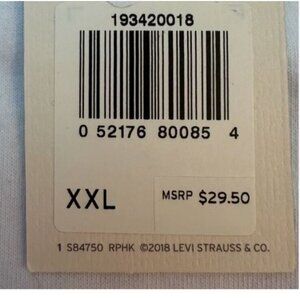 193420018
0 52176 80085 4
XXL
MSRP $29.50
1 S84750 RPHK ©2018 LEVI STRAUSS & CO.